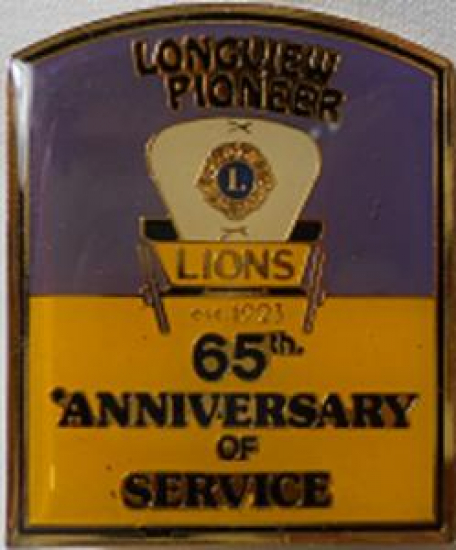 LONGVIEW
PIONEER
L
LIONS
est. 1923
65th.
ANNIVERSARY
OF
SERVICE